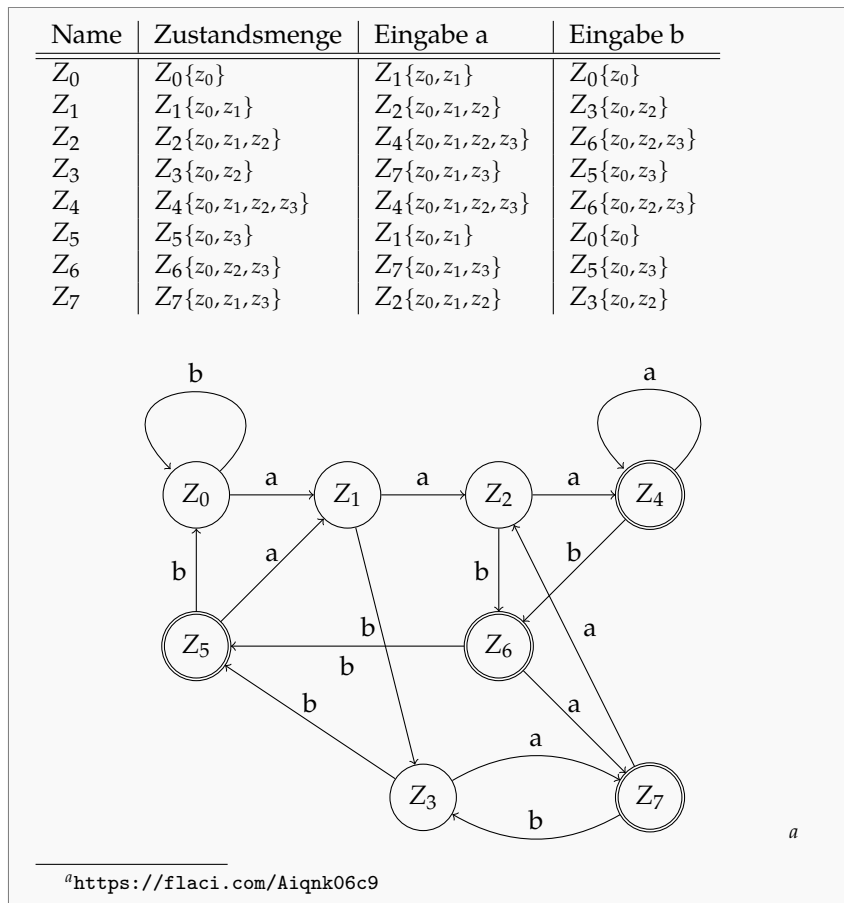 Name Zustandsmenge Eingabe a Eingabe b
Z0 Z0{z0} Z1{z0, z1} Z0{z0}
Z1 Z1{z0, z1} Z2{z0, z1, z2} Z3{z0, z2}
Z2 Z2{z0, z1, z2} Z4{z0, z1, z2, z3} Z6{z0, z2, z3}
Z3 Z3{z0, z2} Z7{z0, z1, z3} Z5{z0, z3}
Z4 Z4{z0, z1, z2, z3} Z4{z0, z1, z2, z3} Z6{z0, z2, z3}
Z5 Z5{z0, z3} Z1{z0, z1} Z0{z0}
Z6 Z6{z0, z2, z3} Z7{z0, z1, z3} Z5{z0, z3}
Z7 Z7{z0, z1, z3} Z2{z0, z1, z2} Z3{z0, z2}
b a
Z0 a Z1 a Z2 a Z4
b a b b
Z5 b b Z6 a
b a
a
Z3 b Z7
a
a https://flaci.com/Aiqnk06c9